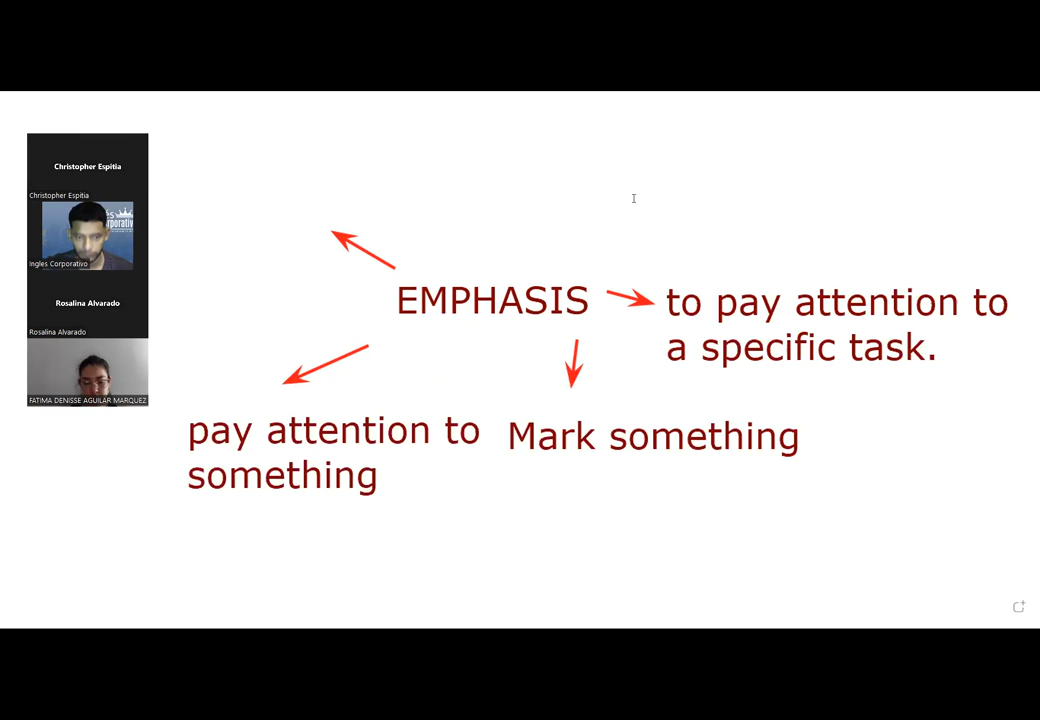 Christopher Espitia
Christopher Espitia
Ingles Corporativo
Rosalina Alvarado
Rosalina Alvarado
FATIMA DENISSE AGUILAR MARQUEZ
EMPHASIS
to pay attention to
a specific task.
pay attention to
something
Mark something